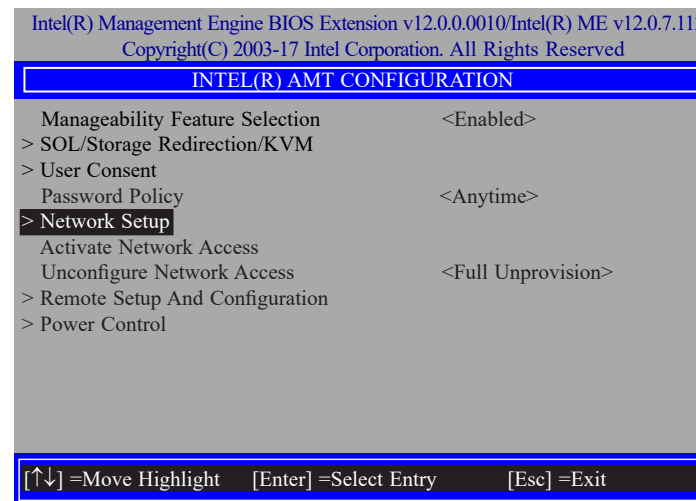 Intel(R) Management Engine BIOS Extension v12.0.0.0010/Intel(R) ME v12.0.7.11
Copyright(C) 2003-17 Intel Corporation. All Rights Reserved
INTEL(R) AMT CONFIGURATION
Manageability Feature Selection <Enabled>
> SOL/Storage Redirection/KVM
> User Consent
Password Policy <Anytime>
> Network Setup
Activate Network Access
Unconfigure Network Access <Full Unprovision>
> Remote Setup And Configuration
> Power Control
[↑↓] =Move Highlight [Enter] =Select Entry [Esc] =Exit